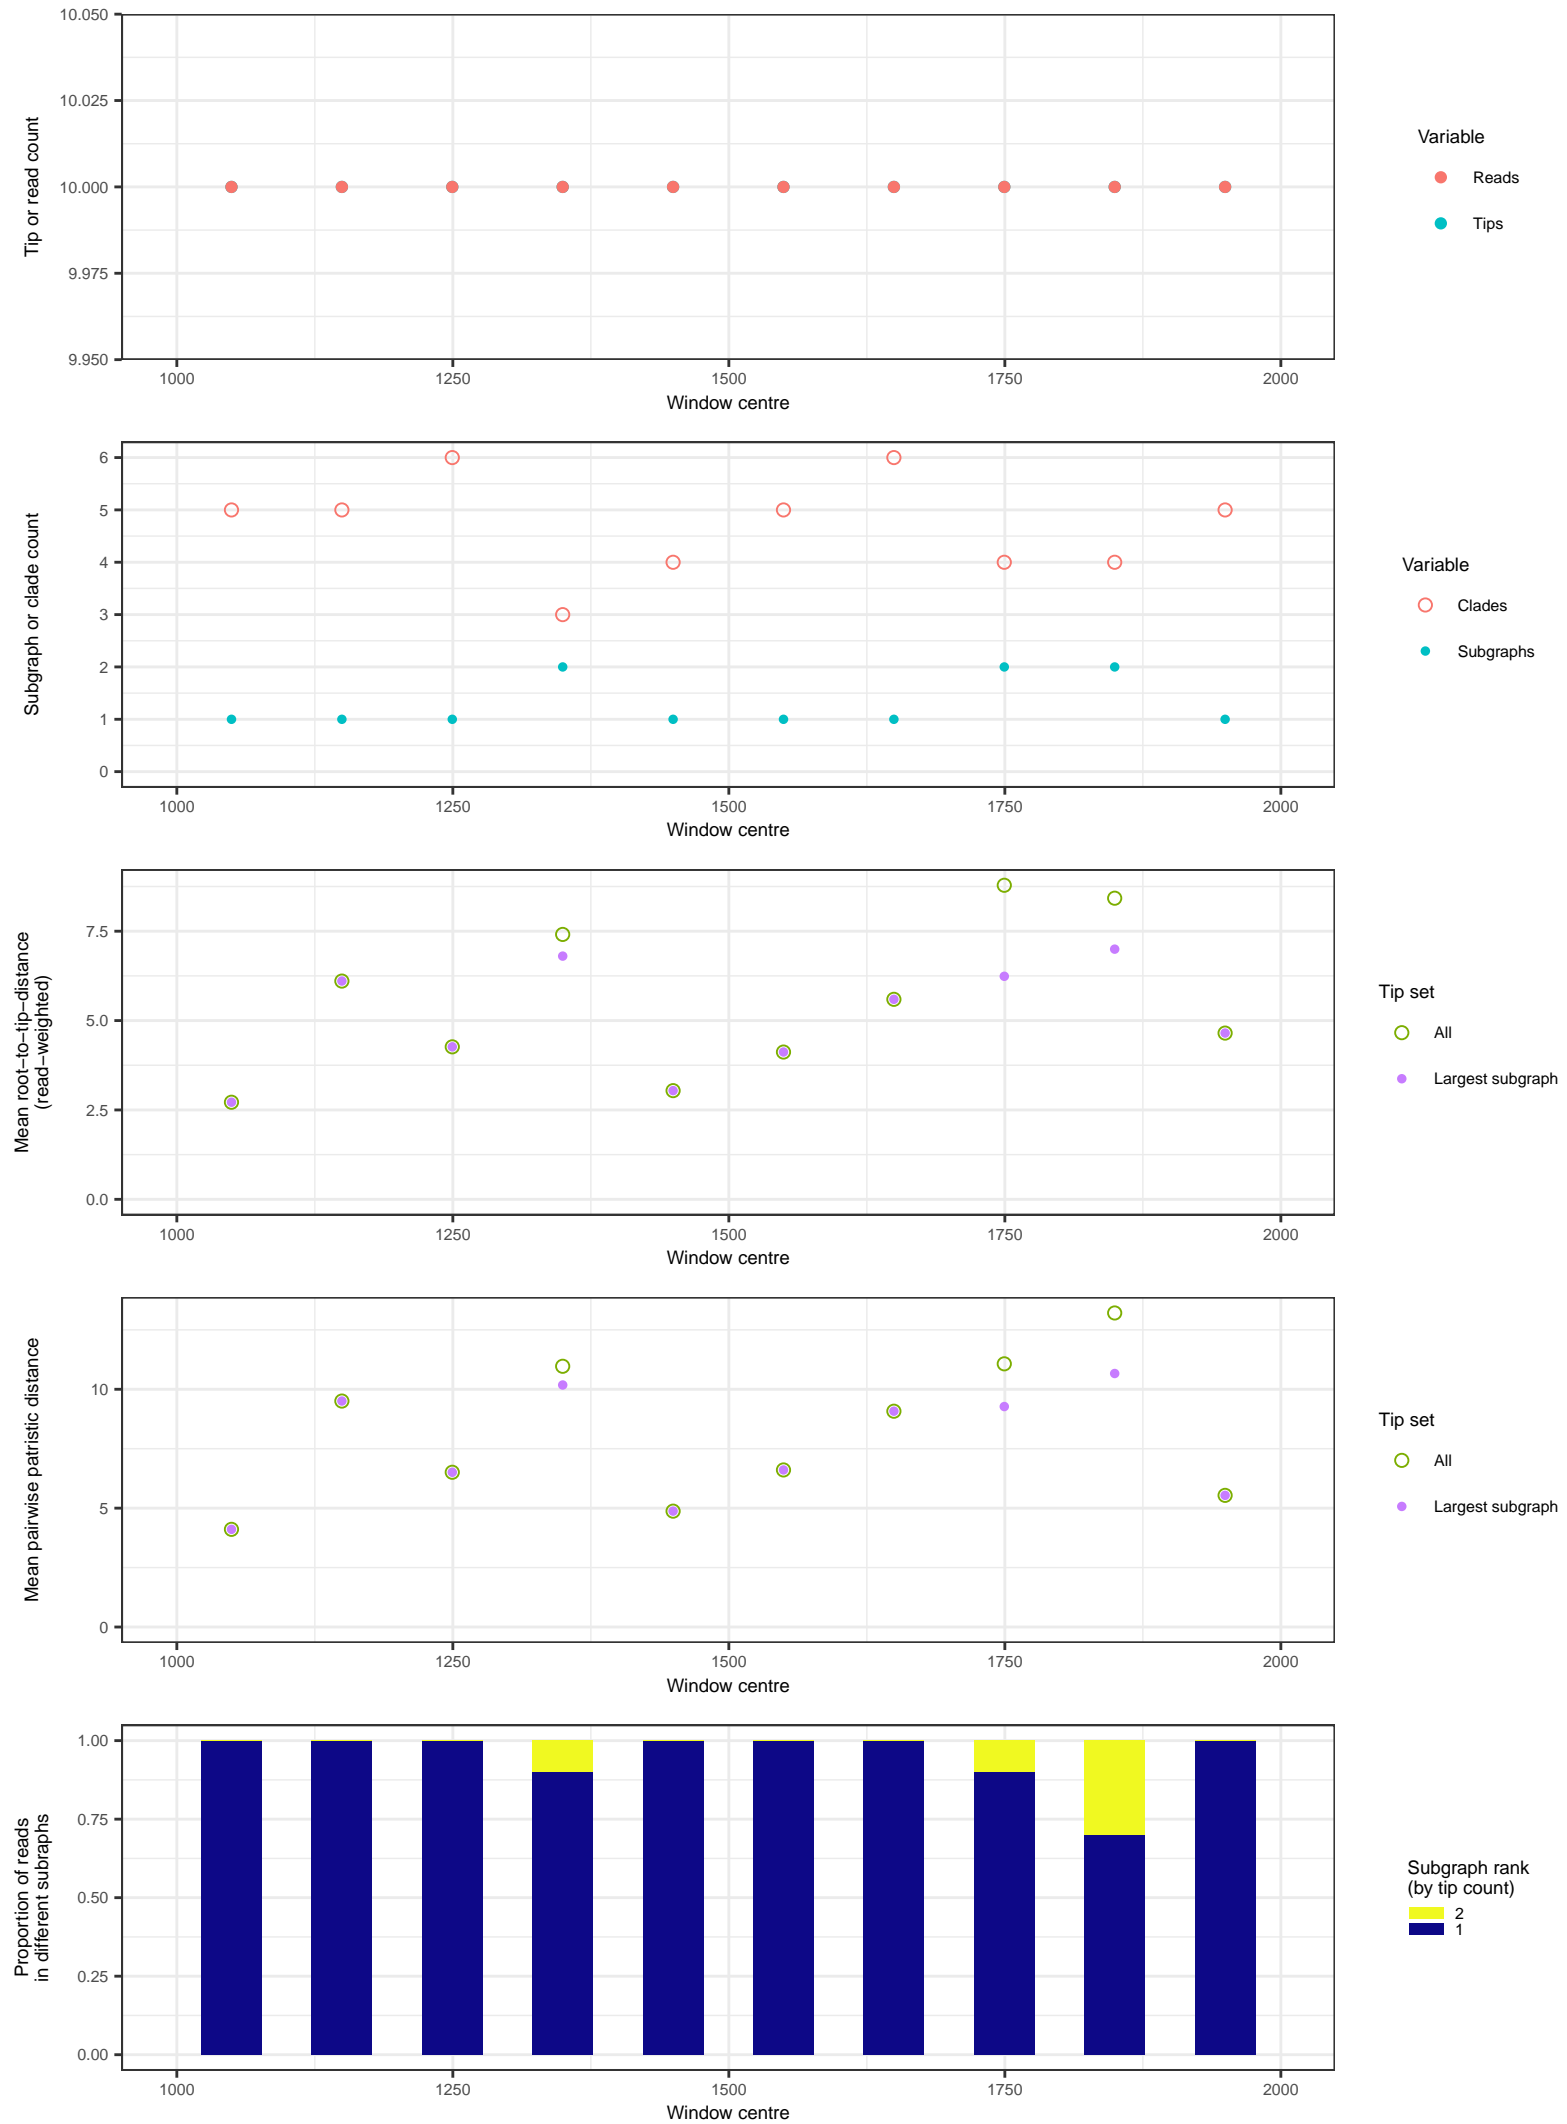 10.050
10.025
10.000
9.975
9.950
Tip or read count
1000 1250 1500 1750 2000
Window centre
Variable
Reads
Tips
6
5
4
3
2
1
0
Subgraph or clade count
1000 1250 1500 1750 2000
Window centre
Variable
Clades
Subgraphs
7.5
5.0
2.5
0.0
Mean root−to−tip−distance
(read−weighted)
1000 1250 1500 1750 2000
Window centre
Tip set
All
Largest subgraph
10
5
0
Mean pairwise patristic distance
1000 1250 1500 1750 2000
Window centre
Tip set
All
Largest subgraph
1.00
0.75
0.50
0.25
0.00
Proportion of reads
in different subraphs
1000 1250 1500 1750 2000
Window centre
Subgraph rank
(by tip count)
2
1